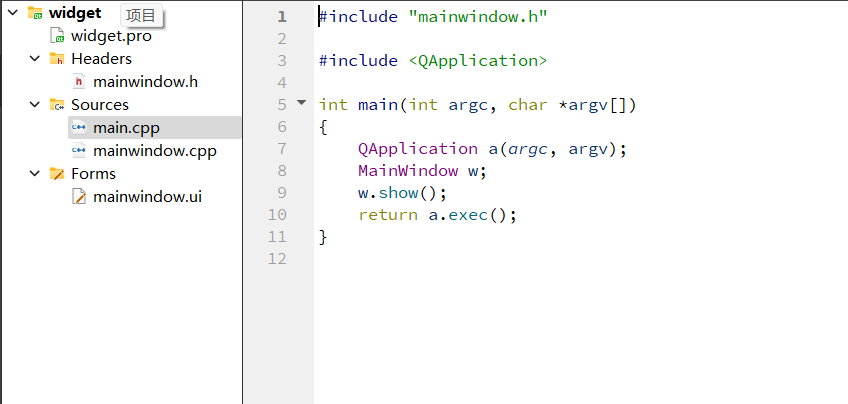 widget
项目
widget.pro
Headers
mainwindow.h
Sources
main.cpp
mainwindow.cpp
Forms
mainwindow.ui
1 #include "mainwindow.h"
2
3 #include <QApplication>
4
5 int main(int argc, char *argv[])
6 {
7     QApplication a(argc, argv);
8     MainWindow w;
9     w.show();
10     return a.exec();
11 }
12